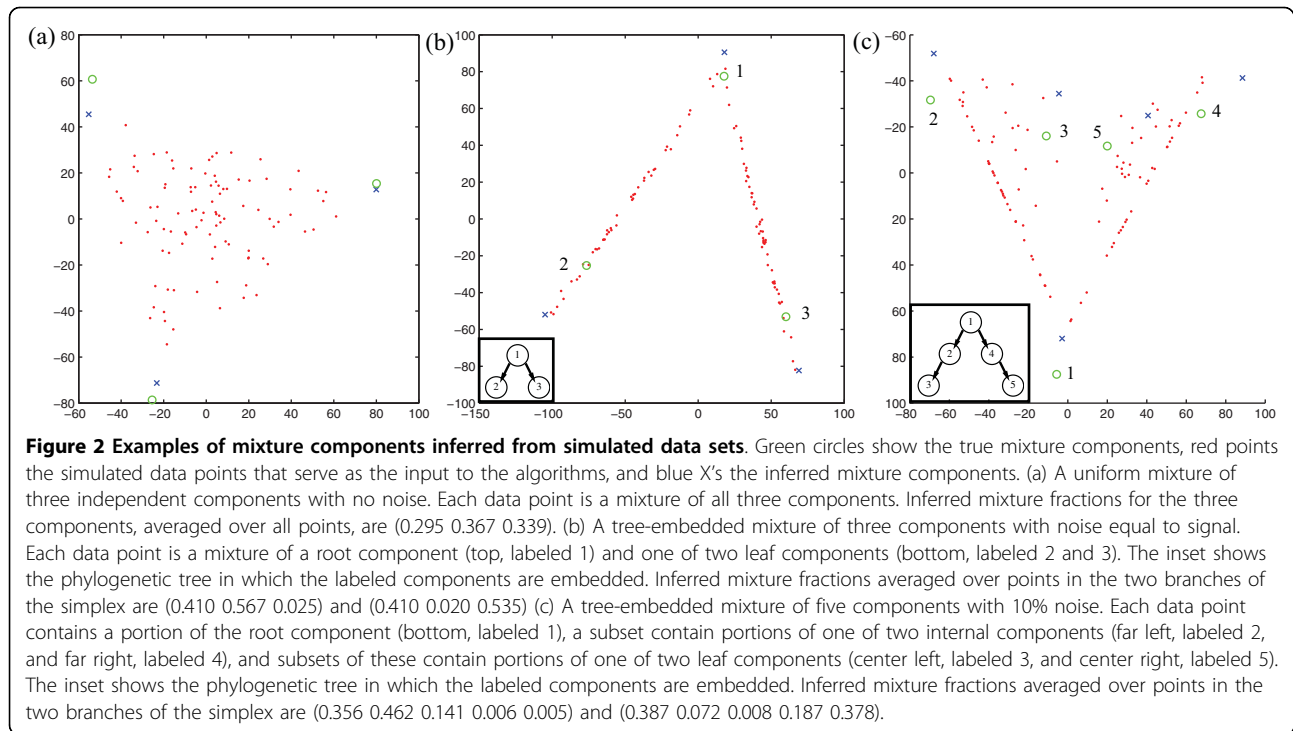 (a)
80
60
40
20
0
−20
−40
−60
−80
−60 −40 −20 0 20 40 60 80 100
(b)
100
80
60
40
20
0
−20
−40
−60
−80
−100
−150 −100 −50 0 50 100
1
2
3
1
2 3
(c)
−60
−40
−20
0
20
40
60
80
100
−80 −60 −40 −20 0 20 40 60 80 100
2
3
5
4
1
1
2 4
3 5
Figure 2 Examples of mixture components inferred from simulated data sets. Green circles show the true mixture components, red points
the simulated data points that serve as the input to the algorithms, and blue X's the inferred mixture components. (a) A uniform mixture of
three independent components with no noise. Each data point is a mixture of all three components. Inferred mixture fractions for the three
components, averaged over all points, are (0.295 0.367 0.339). (b) A tree-embedded mixture of three components with noise equal to signal.
Each data point is a mixture of a root component (top, labeled 1) and one of two leaf components (bottom, labeled 2 and 3). The inset shows
the phylogenetic tree in which the labeled components are embedded. Inferred mixture fractions averaged over points in the two branches of
the simplex are (0.410 0.567 0.025) and (0.410 0.020 0.535) (c) A tree-embedded mixture of five components with 10% noise. Each data point
contains a portion of the root component (bottom, labeled 1), a subset contain portions of one of two internal components (far left, labeled 2,
and far right, labeled 4), and subsets of these contain portions of one of two leaf components (center left, labeled 3, and center right, labeled 5).
The inset shows the phylogenetic tree in which the labeled components are embedded. Inferred mixture fractions averaged over points in the
two branches of the simplex are (0.356 0.462 0.141 0.006 0.005) and (0.387 0.072 0.008 0.187 0.378).